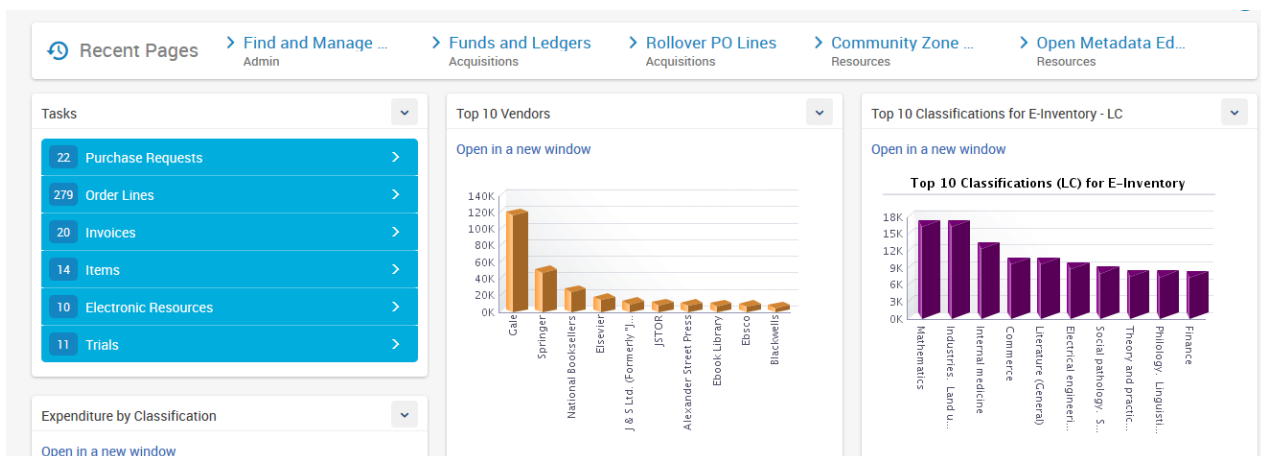 Recent Pages
Find and Manage ...
Admin
Funds and Ledgers
Acquisitions
Rollover PO Lines
Acquisitions
Community Zone ...
Resources
Open Metadata Ed...
Resources
Tasks
22 Purchase Requests
279 Order Lines
20 Invoices
14 Items
10 Electronic Resources
11 Trials
Expenditure by Classification
Open in a new window
Top 10 Vendors
Open in a new window
140K
120K
100K
80K
60K
40K
20K
0K
Gale
Springer
National Booksellers
Elsevier
J & S Ltd. (Formerly "J...
JSTOR
Alexander Street Press
Ebook Library
Ebsco
Blackwells
Top 10 Classifications for E-Inventory - LC
Open in a new window
Top 10 Classifications (LC) for E-Inventory
18K
15K
12K
9K
6K
3K
0K
Mathematics
Industries. Land u...
Internal medicine
Commerce
Literature (General)
Electrical engineeri...
Social pathology. S...
Theory and practic...
Philology. Linguisti...
Finance